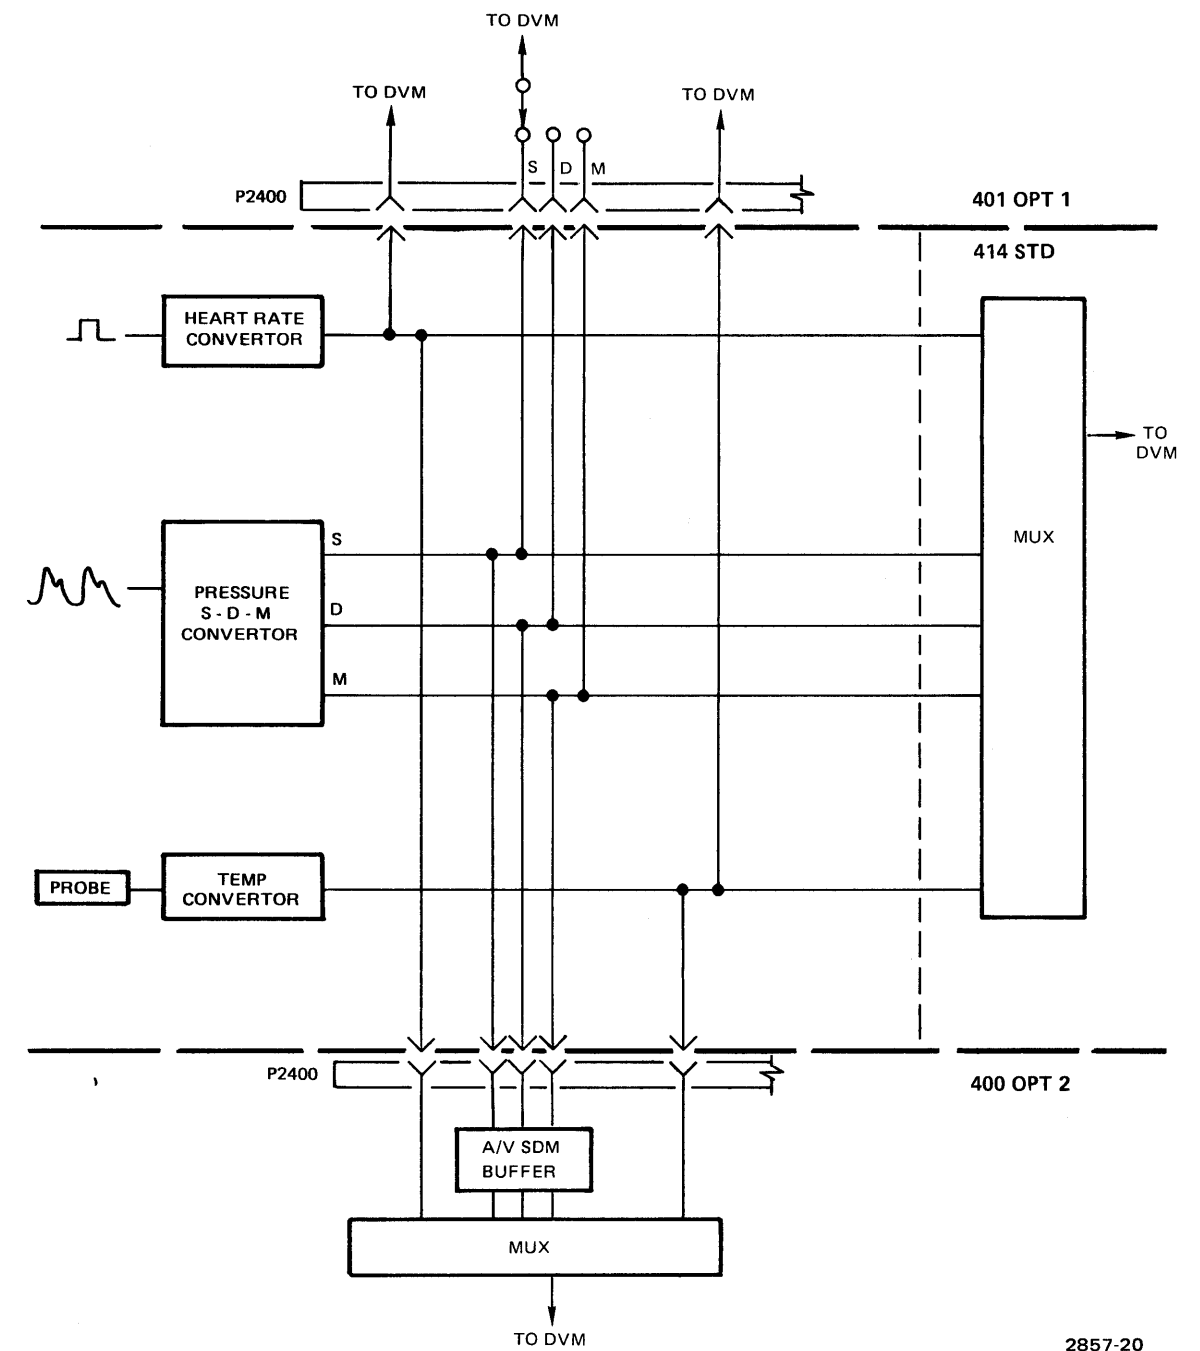 TO DVM
TO DVM
TO DVM
S D M
P2400
401 OPT 1
414 STD
HEART RATE
CONVERTOR
TO
DVM
MUX
S
PRESSURE
S - D - M
CONVERTOR
D
M
PROBE
TEMP
CONVERTOR
P2400
400 OPT 2
A/V SDM
BUFFER
MUX
TO DVM
2857-20